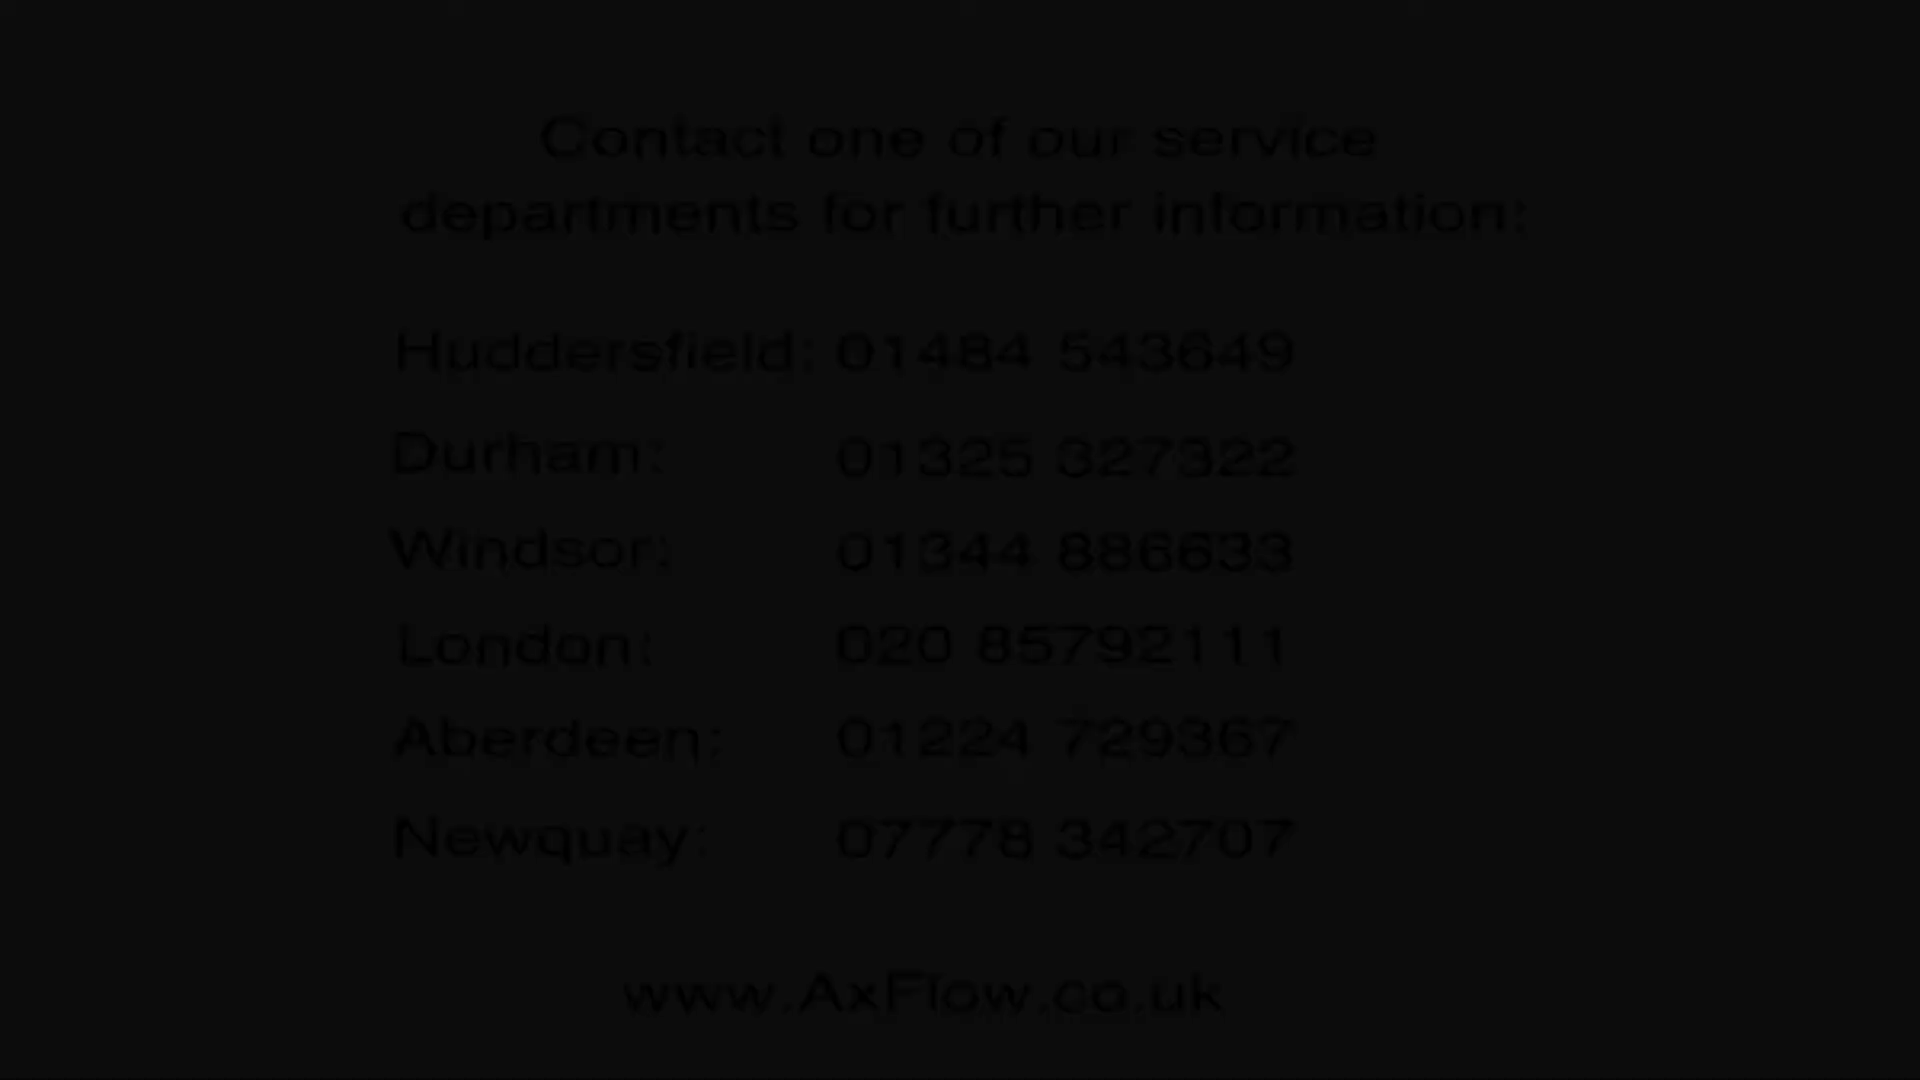 Contact one of our service
departments for further information:
Huddersfield: 01484 543649
Durham: 01325 327322
Windsor: 01344 886633
London: 020 85792111
Aberdeen: 01224 729367
Newquay: 07778 342707
www.AxFlow.co.uk